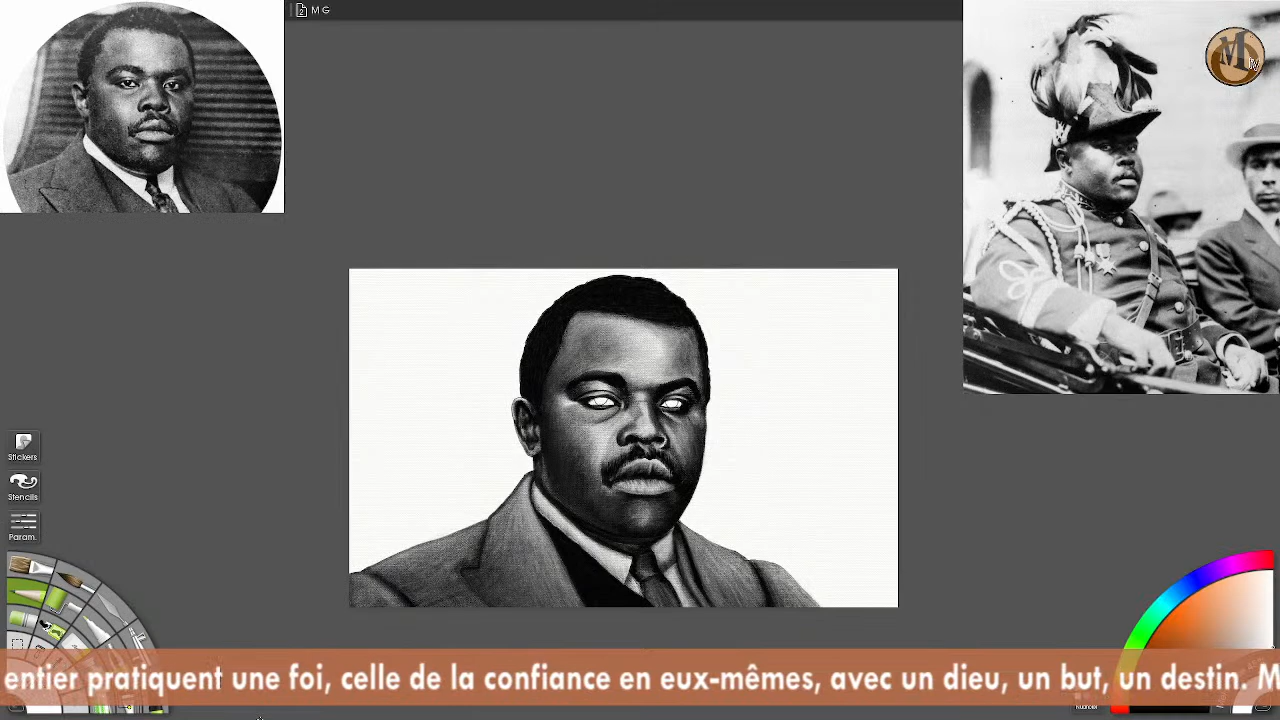 M G
M
TV
Stickers
Stencils
Param.
entier pratiquent une foi, celle de la confiance en eux-mêmes, avec un dieu, un but, un destin. M